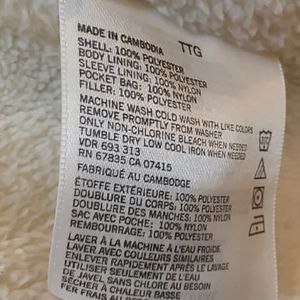 MADE IN CAMBODIA TTG
SHELL: 100% POLYESTER
BODY LINING: 100% POLYESTER
SLEEVE LINING: 100% NYLON
POCKET BAG: 100% NYLON
FILLER: 100% POLYESTER
MACHINE WASH COLD WASH WITH LIKE COLORS
REMOVE PROMPTLY FROM WASHER
ONLY NON-CHLORINE BLEACH WHEN NEEDED
TUMBLE DRY LOW COOL IRON WHEN NEEDED
VDR 693 313
RN 67835 CA 07415
FABRIQUÉ AU CAMBODGE
ÉTOFFE EXTÉRIEURE: 100% POLYESTER
DOUBLURE DU CORPS: 100% POLYESTER
DOUBLURE DES MANCHES: 100% NYLON
SAC AVEC POCHE: 100% NYLON
REMBOURRAGE: 100% POLYESTER
LAVER À LA MACHINE À L'EAU FROIDE
LAVER AVEC COULEURS SIMILAIRES
ENLEVER RAPIDEMENT APRÈS LAVAGE
UTILISER SEULEMENT DE L'EAU
DE JAVEL, SANS CHLORE AU BESOIN
SÉCHER À CHALEUR BASSE
FER FRAIS AU BESOIN